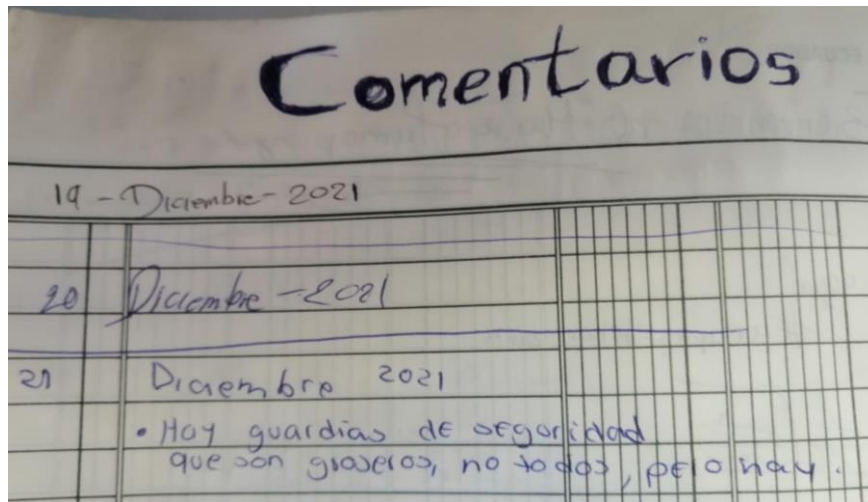 Comentarios
19 - Diciembre - 2021
20 Diciembre - 2021
21 Diciembre 2021
• Hay guardias de seguridad
que son groseros, no todos, pero hay.